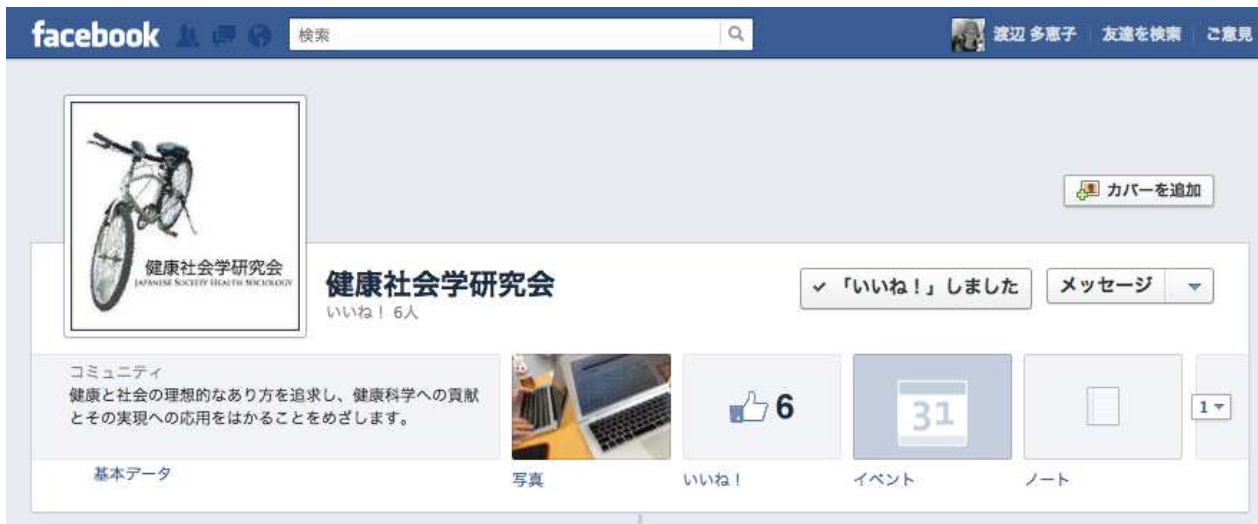 facebook
検索
渡辺 多恵子 友達を検索 ご意見
カバーを追加
健康社会学研究会
JAPANESE SOCIETY HEALTH SOCIOLOGY
健康社会学研究会
いいね! 6人
✓ 「いいね!」しました
メッセージ
コミュニティ
健康と社会の理想的なあり方を追求し、健康科学への貢献
とその実現への応用をはかることをめざします。
6
31
1
基本データ
写真
いいね!
イベント
ノート